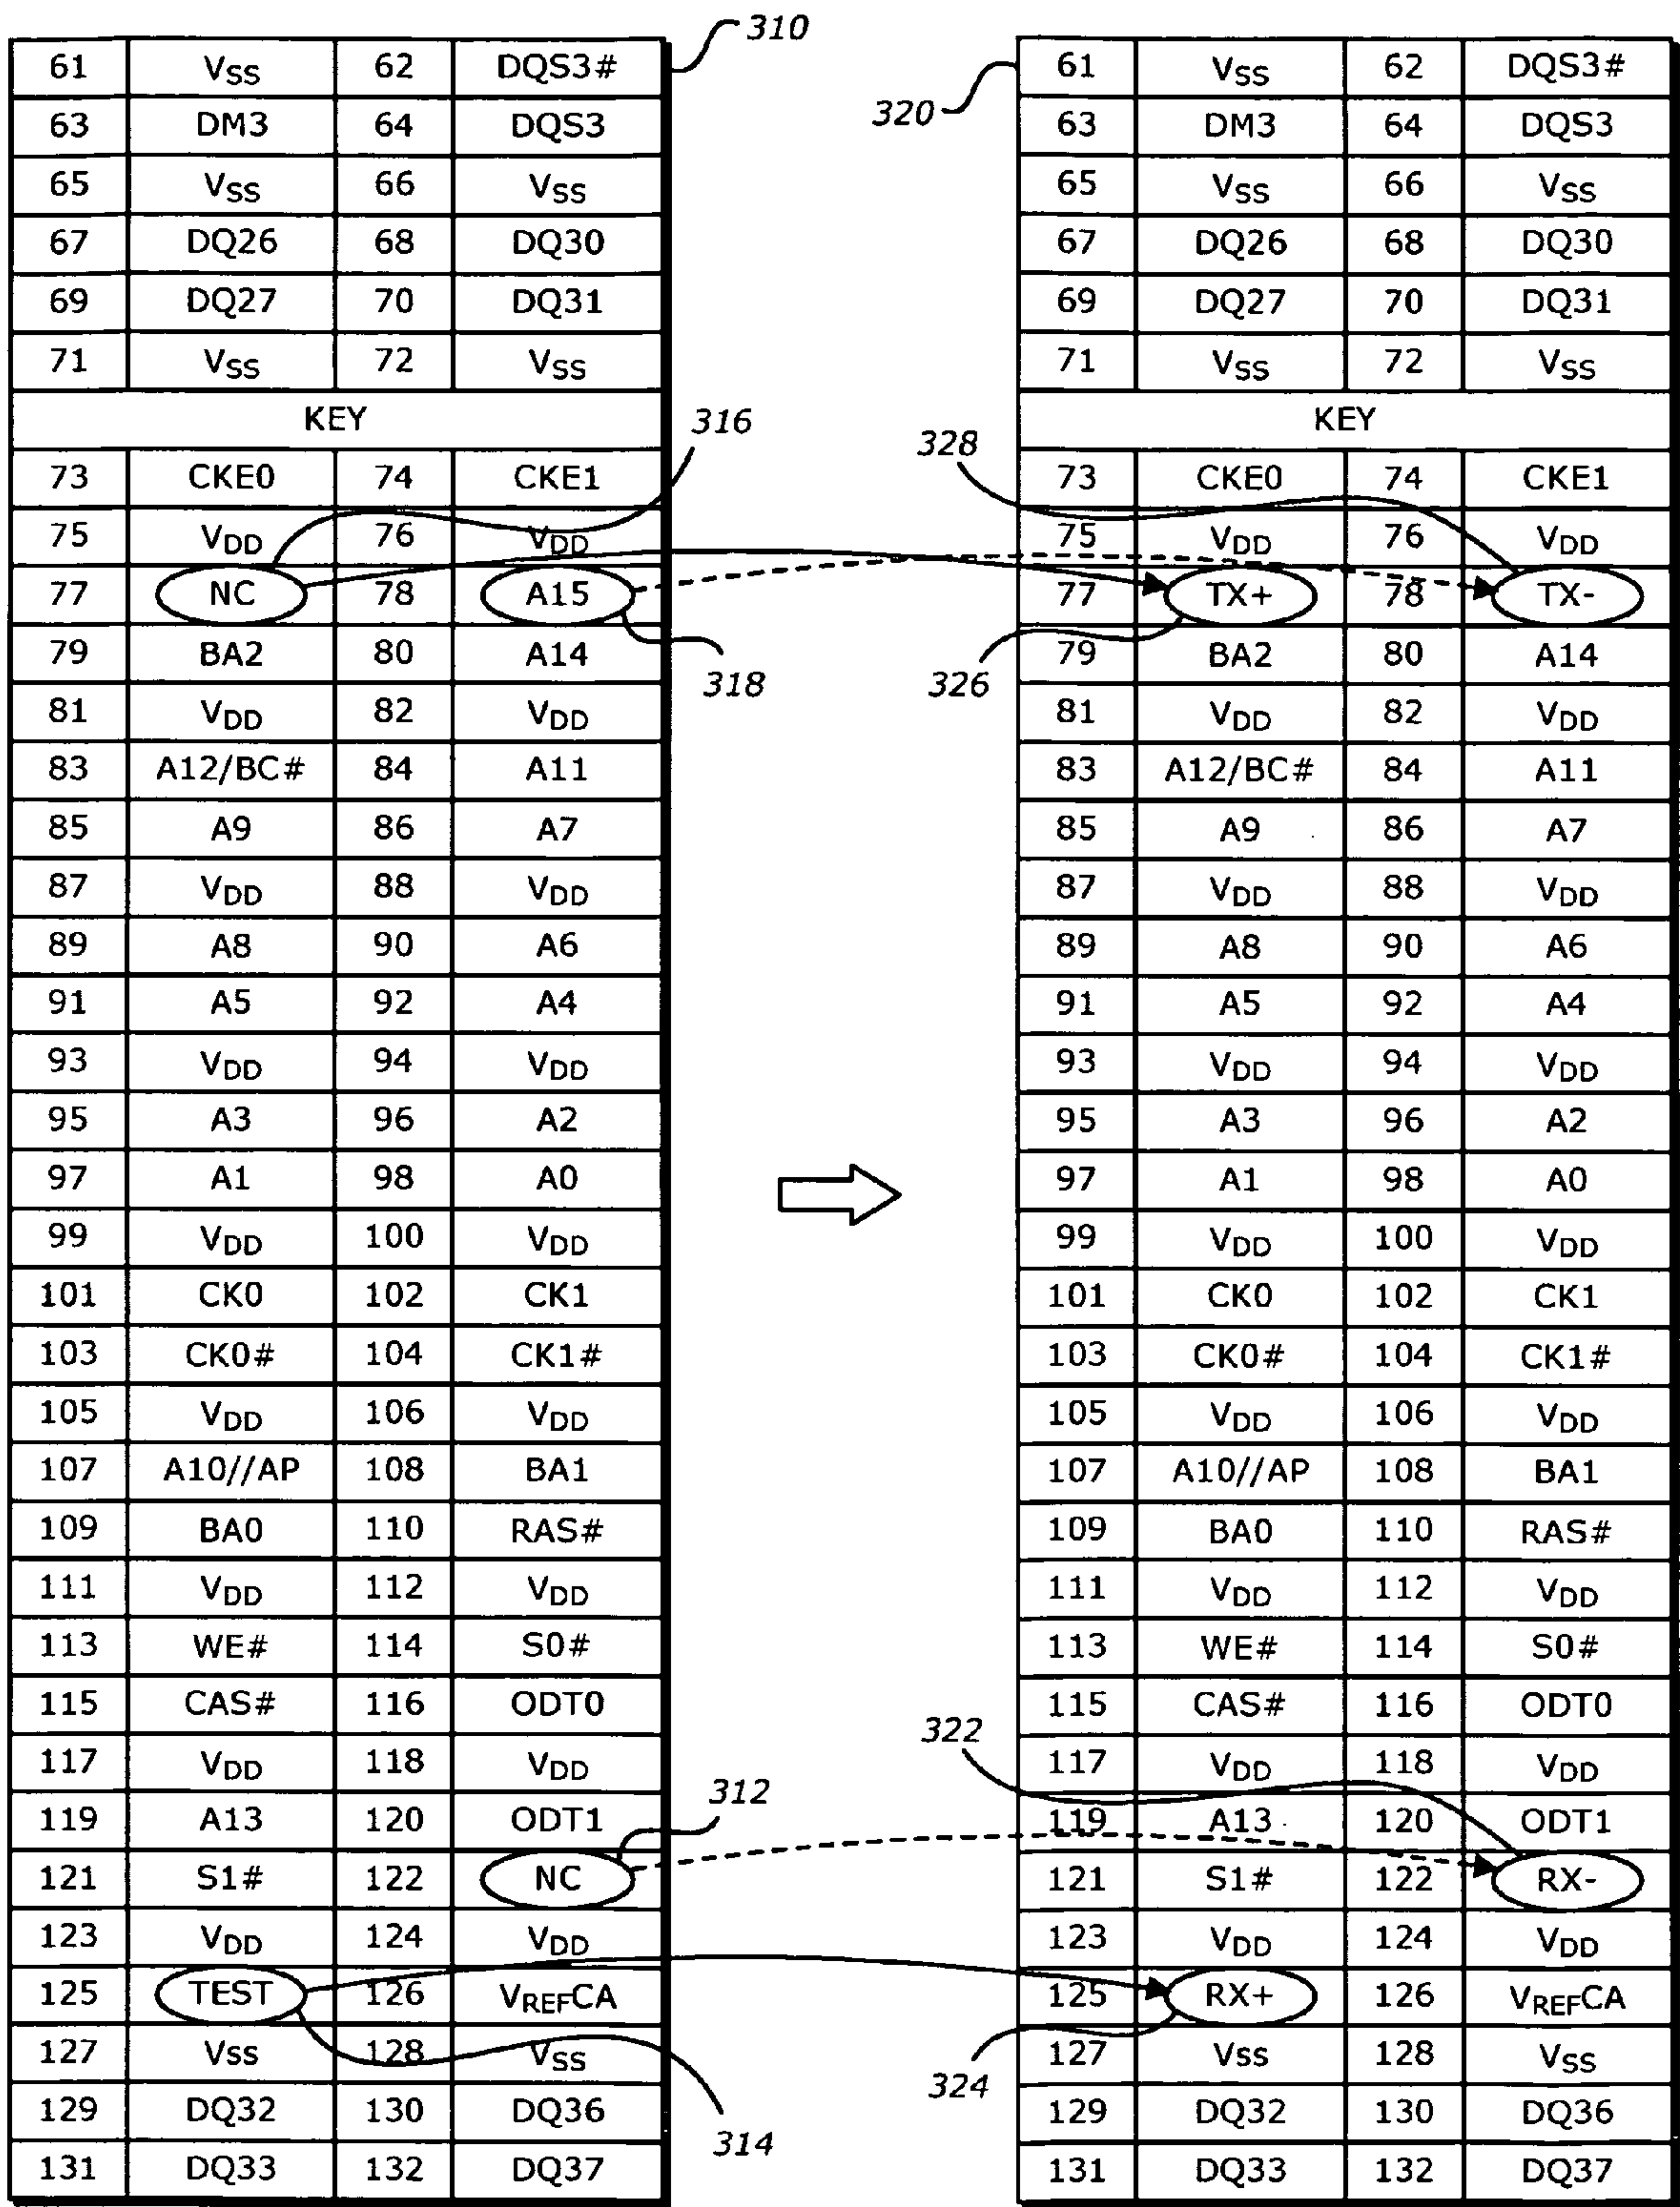 310
61 VSS 62 DQS3#
63 DM3 64 DQS3
65 VSS 66 VSS
67 DQ26 68 DQ30
69 DQ27 70 DQ31
71 VSS 72 VSS
KEY
316
73 CKE0 74 CKE1
75 VDD 76 VDD
77 NC 78 A15
79 BA2 80 A14
318
81 VDD 82 VDD
83 A12/BC# 84 A11
85 A9 86 A7
87 VDD 88 VDD
89 A8 90 A6
91 A5 92 A4
93 VDD 94 VDD
95 A3 96 A2
97 A1 98 A0
99 VDD 100 VDD
101 CK0 102 CK1
103 CK0# 104 CK1#
105 VDD 106 VDD
107 A10//AP 108 BA1
109 BA0 110 RAS#
111 VDD 112 VDD
113 WE# 114 S0#
115 CAS# 116 ODT0
117 VDD 118 VDD
312
119 A13 120 ODT1
121 S1# 122 NC
123 VDD 124 VDD
125 TEST 126 VREFCA
127 Vss 128 VSS
129 DQ32 130 DQ36
314
131 DQ33 132 DQ37
320
61 VSS 62 DQS3#
63 DM3 64 DQS3
65 VSS 66 VSS
67 DQ26 68 DQ30
69 DQ27 70 DQ31
71 VSS 72 VSS
KEY
328
73 CKE0 74 CKE1
75 VDD 76 VDD
77 TX+ 78 TX-
326
79 BA2 80 A14
81 VDD 82 VDD
83 A12/BC# 84 A11
85 A9 86 A7
87 VDD 88 VDD
89 A8 90 A6
91 A5 92 A4
93 VDD 94 VDD
95 A3 96 A2
97 A1 98 A0
99 VDD 100 VDD
101 CK0 102 CK1
103 CK0# 104 CK1#
105 VDD 106 VDD
107 A10//AP 108 BA1
109 BA0 110 RAS#
111 VDD 112 VDD
113 WE# 114 S0#
115 CAS# 116 ODT0
322
117 VDD 118 VDD
119 A13 120 ODT1
121 S1# 122 RX-
123 VDD 124 VDD
125 RX+ 126 VREFCA
127 Vss 128 VSS
324
129 DQ32 130 DQ36
131 DQ33 132 DQ37